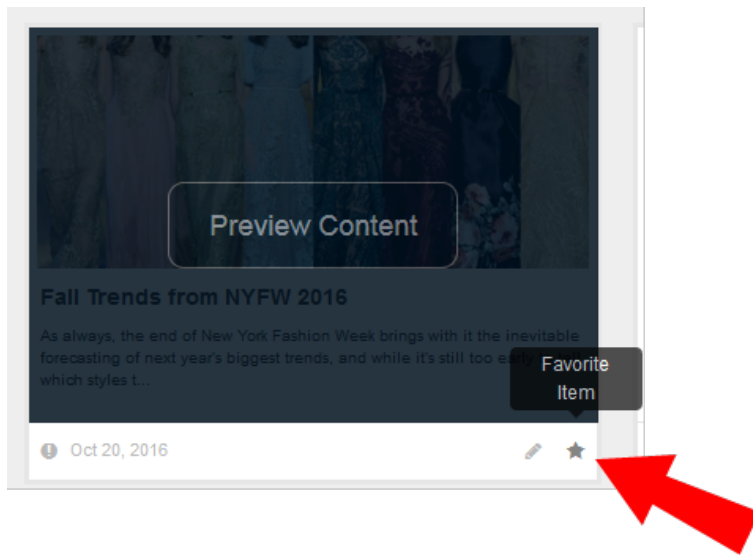 Preview Content
Fall Trends from NYFW 2016
As always, the end of New York Fashion Week brings with it the inevitable
forecasting of next year's biggest trends, and while it's still too early
which styles t...
Favorite
Item
Oct 20, 2016